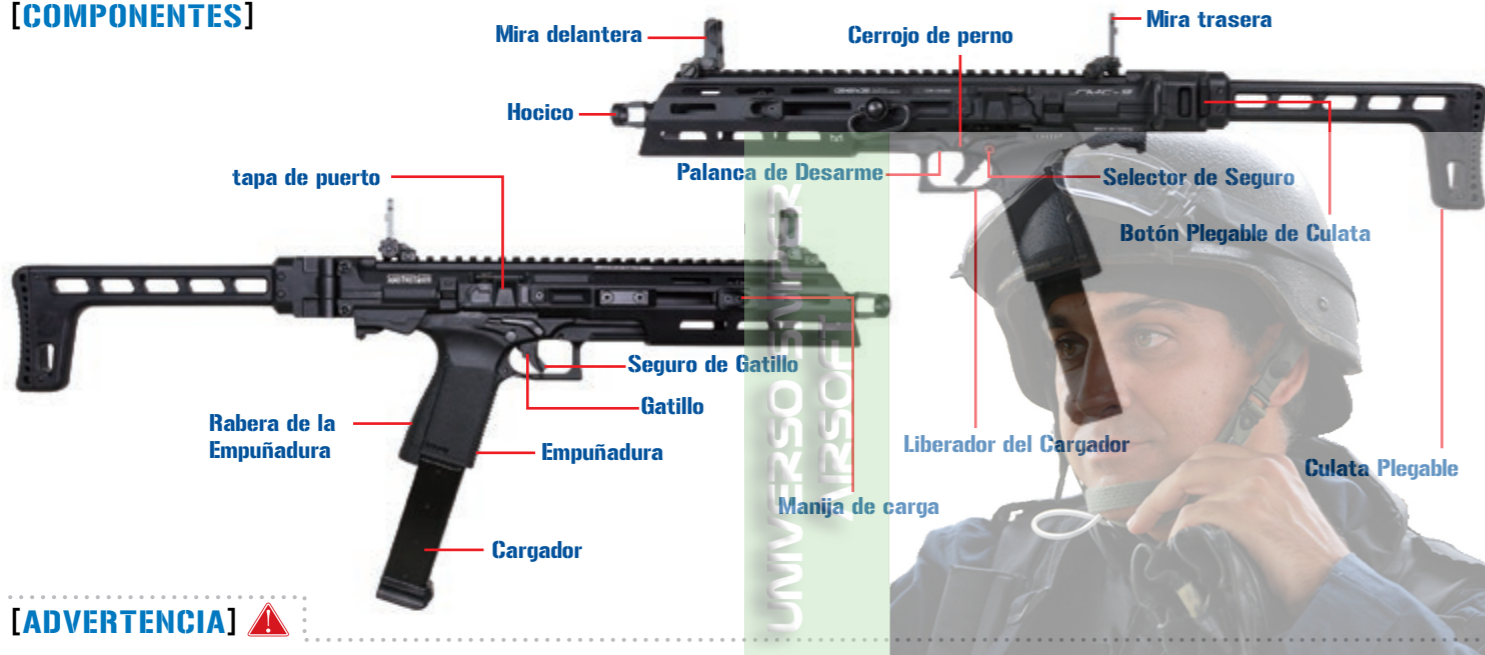 [COMPONENTES]
Mira delantera
Cerrojo de perno
Mira trasera
Hocico
SMC-9
tapa de puerto
Palanca de Desarme
Selector de Seguro
Botón Plegable de Culata
Seguro de Gatillo
Gatillo
Rabera de la
Empuñadura
Empuñadura
Liberador del Cargador
Culata Plegable
Manija de carga
Cargador
UNIVERSO SNIPER
AIRSOFT
[ADVERTENCIA]